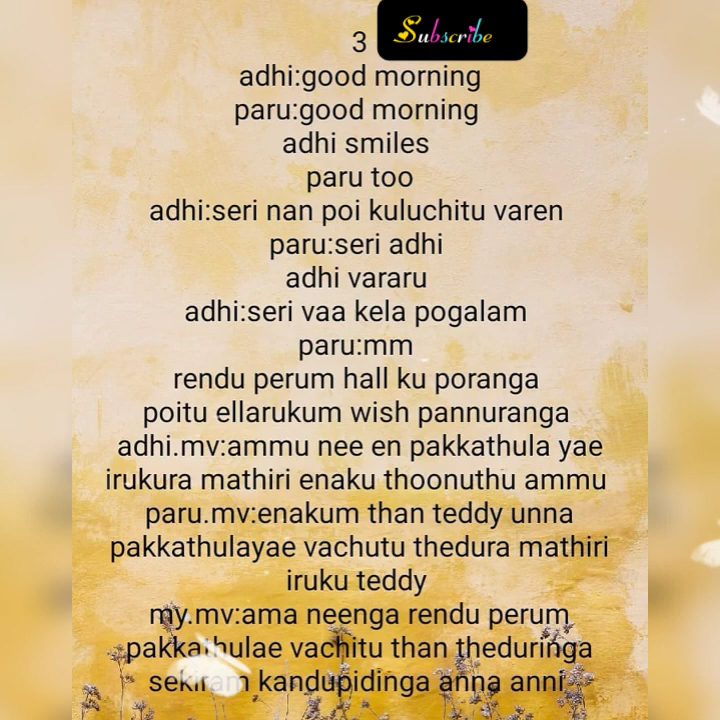 Subscribe
3
adhi:good morning
paru:good morning
adhi smiles
paru too
adhi:seri nan poi kuluchitu varen
paru:seri adhi
adhi vararu
adhi:seri vaa kela pogalam
paru:mm
rendu perum hall ku poranga
poitu ellarukum wish pannuranga
adhi.mv:ammu nee en pakkathula yae
irukura mathiri enaku thoonuthu ammu
paru.mv:enakum than teddy unna
pakkathulayae vachutu thedura mathiri
iruku teddy
my.mv:ama neenga rendu perum
pakkathulae vachitu than theduringa
sekiram kandupidinga anna anni